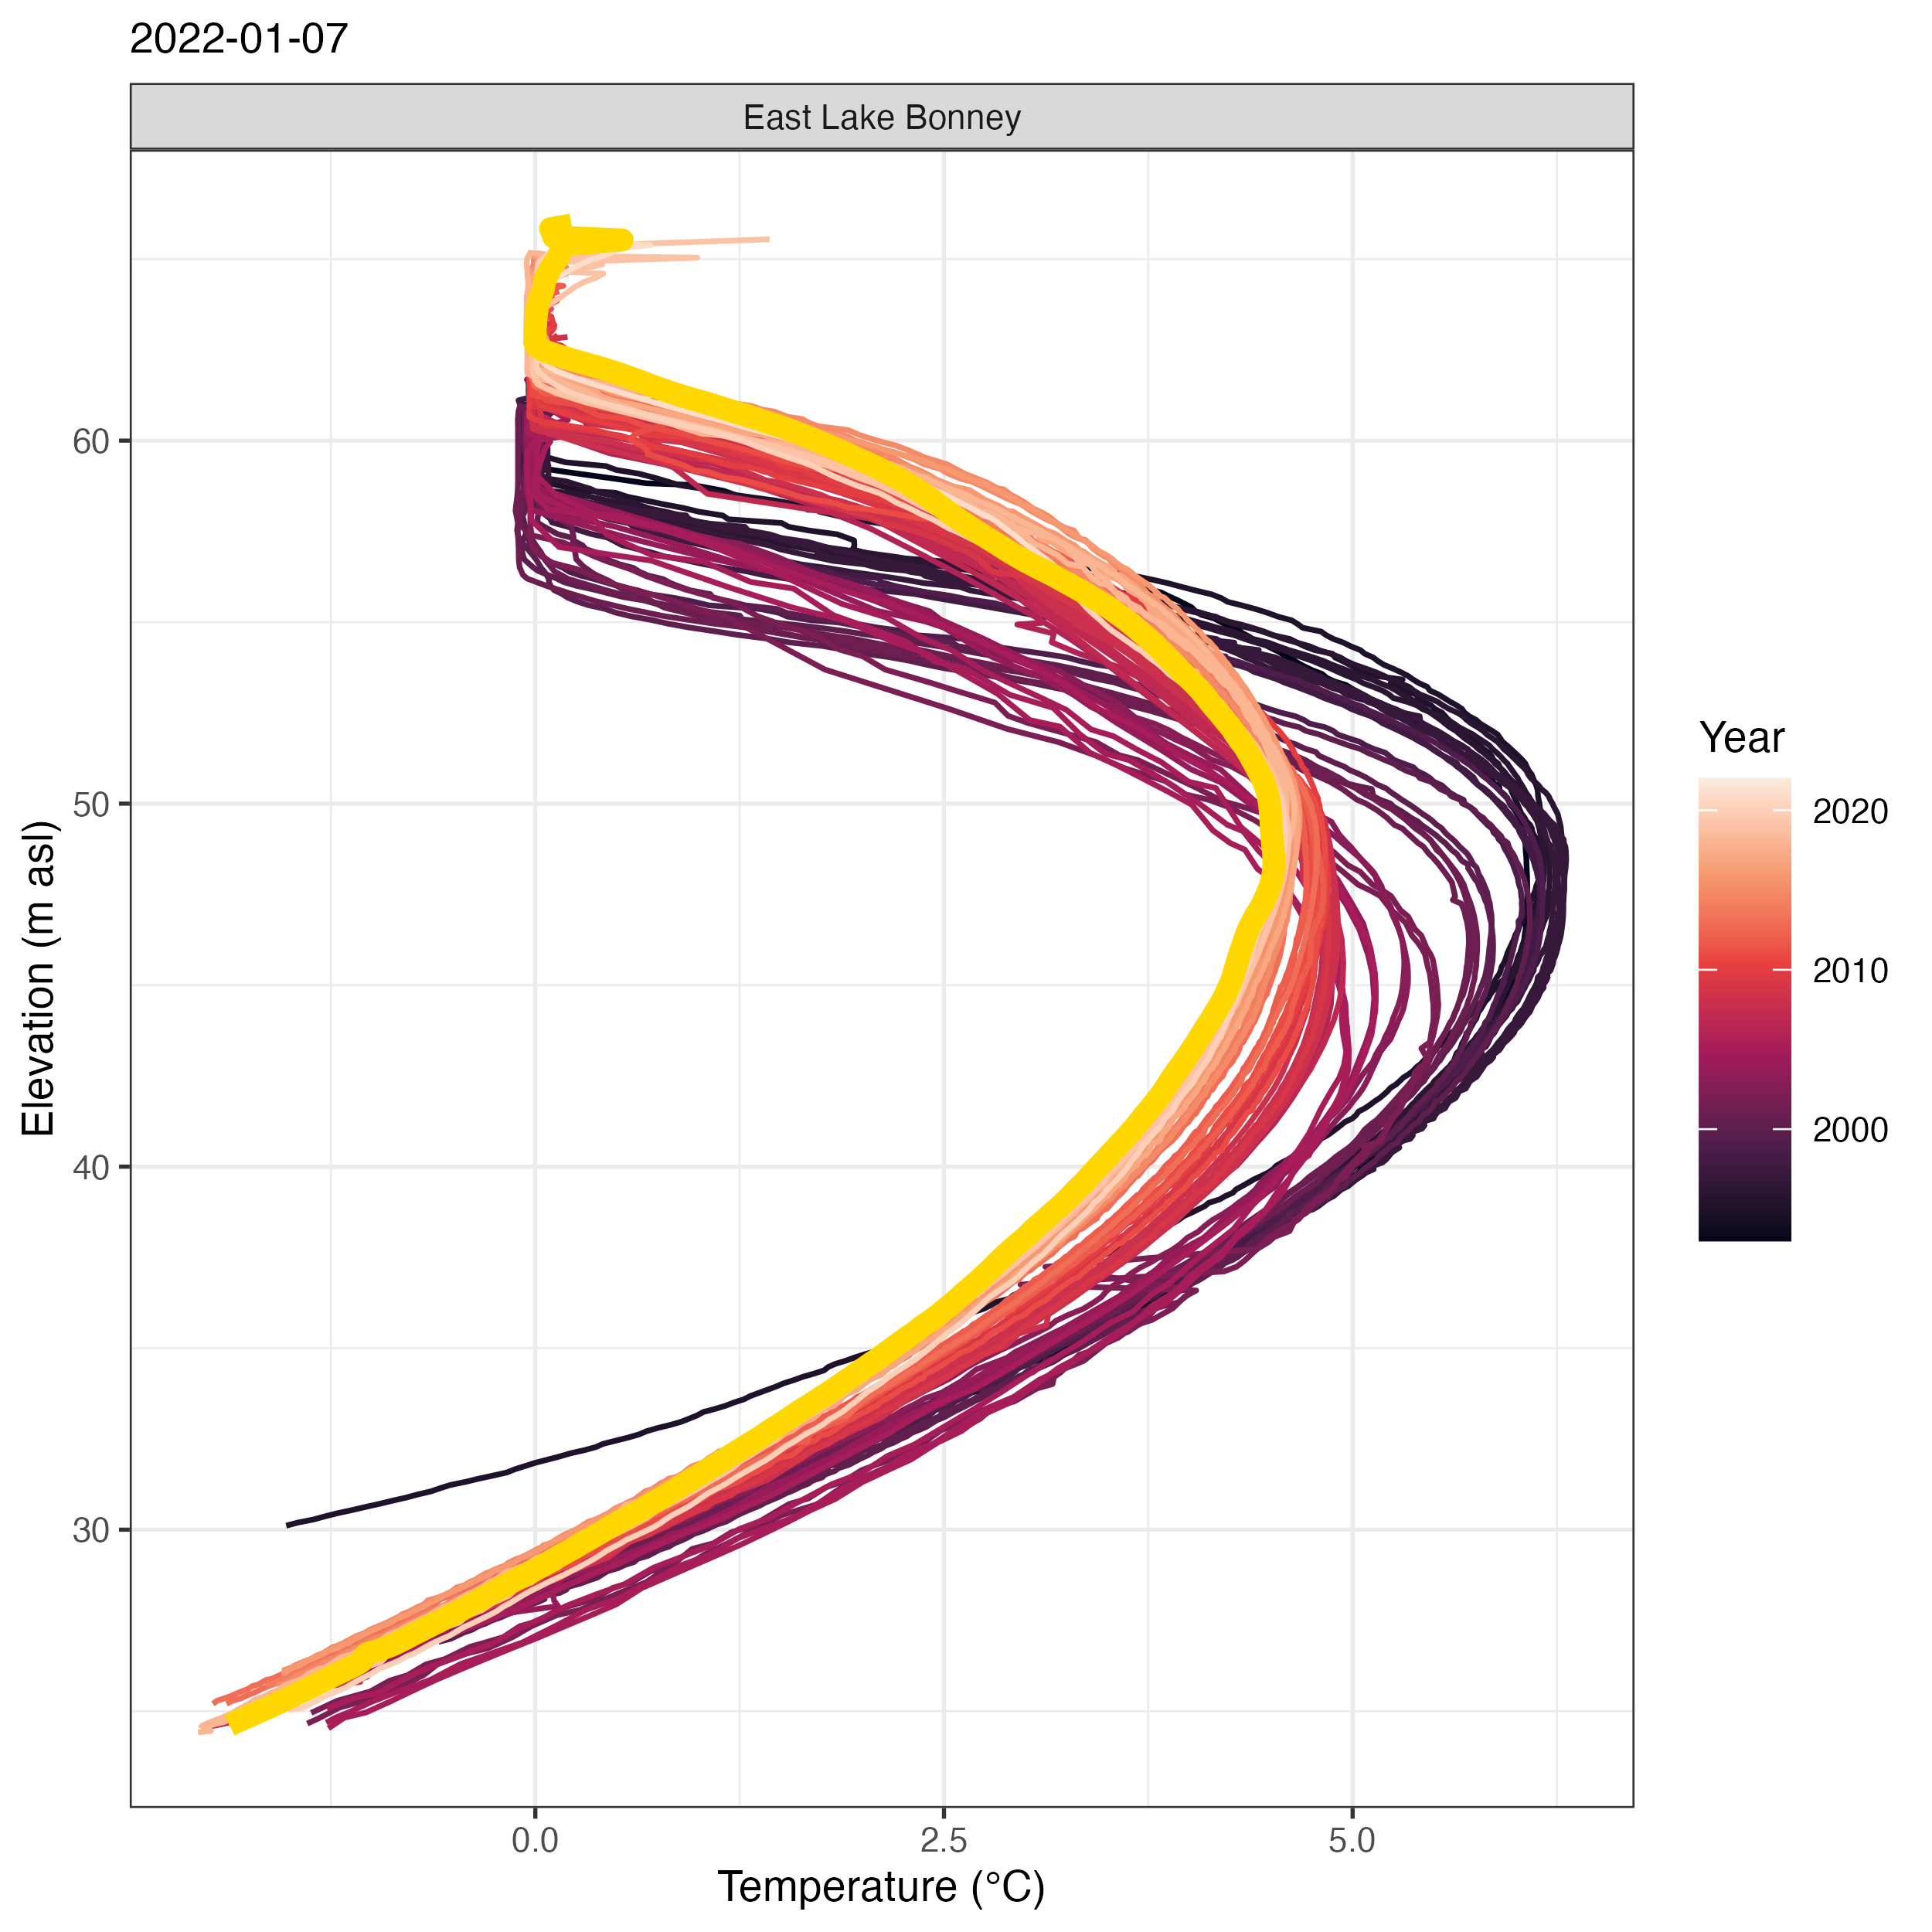 2022-01-07
East Lake Bonney
60
50
40
30
Elevation (m asl)
0.0 2.5 5.0
Temperature (°C)
Year
2020
2010
2000